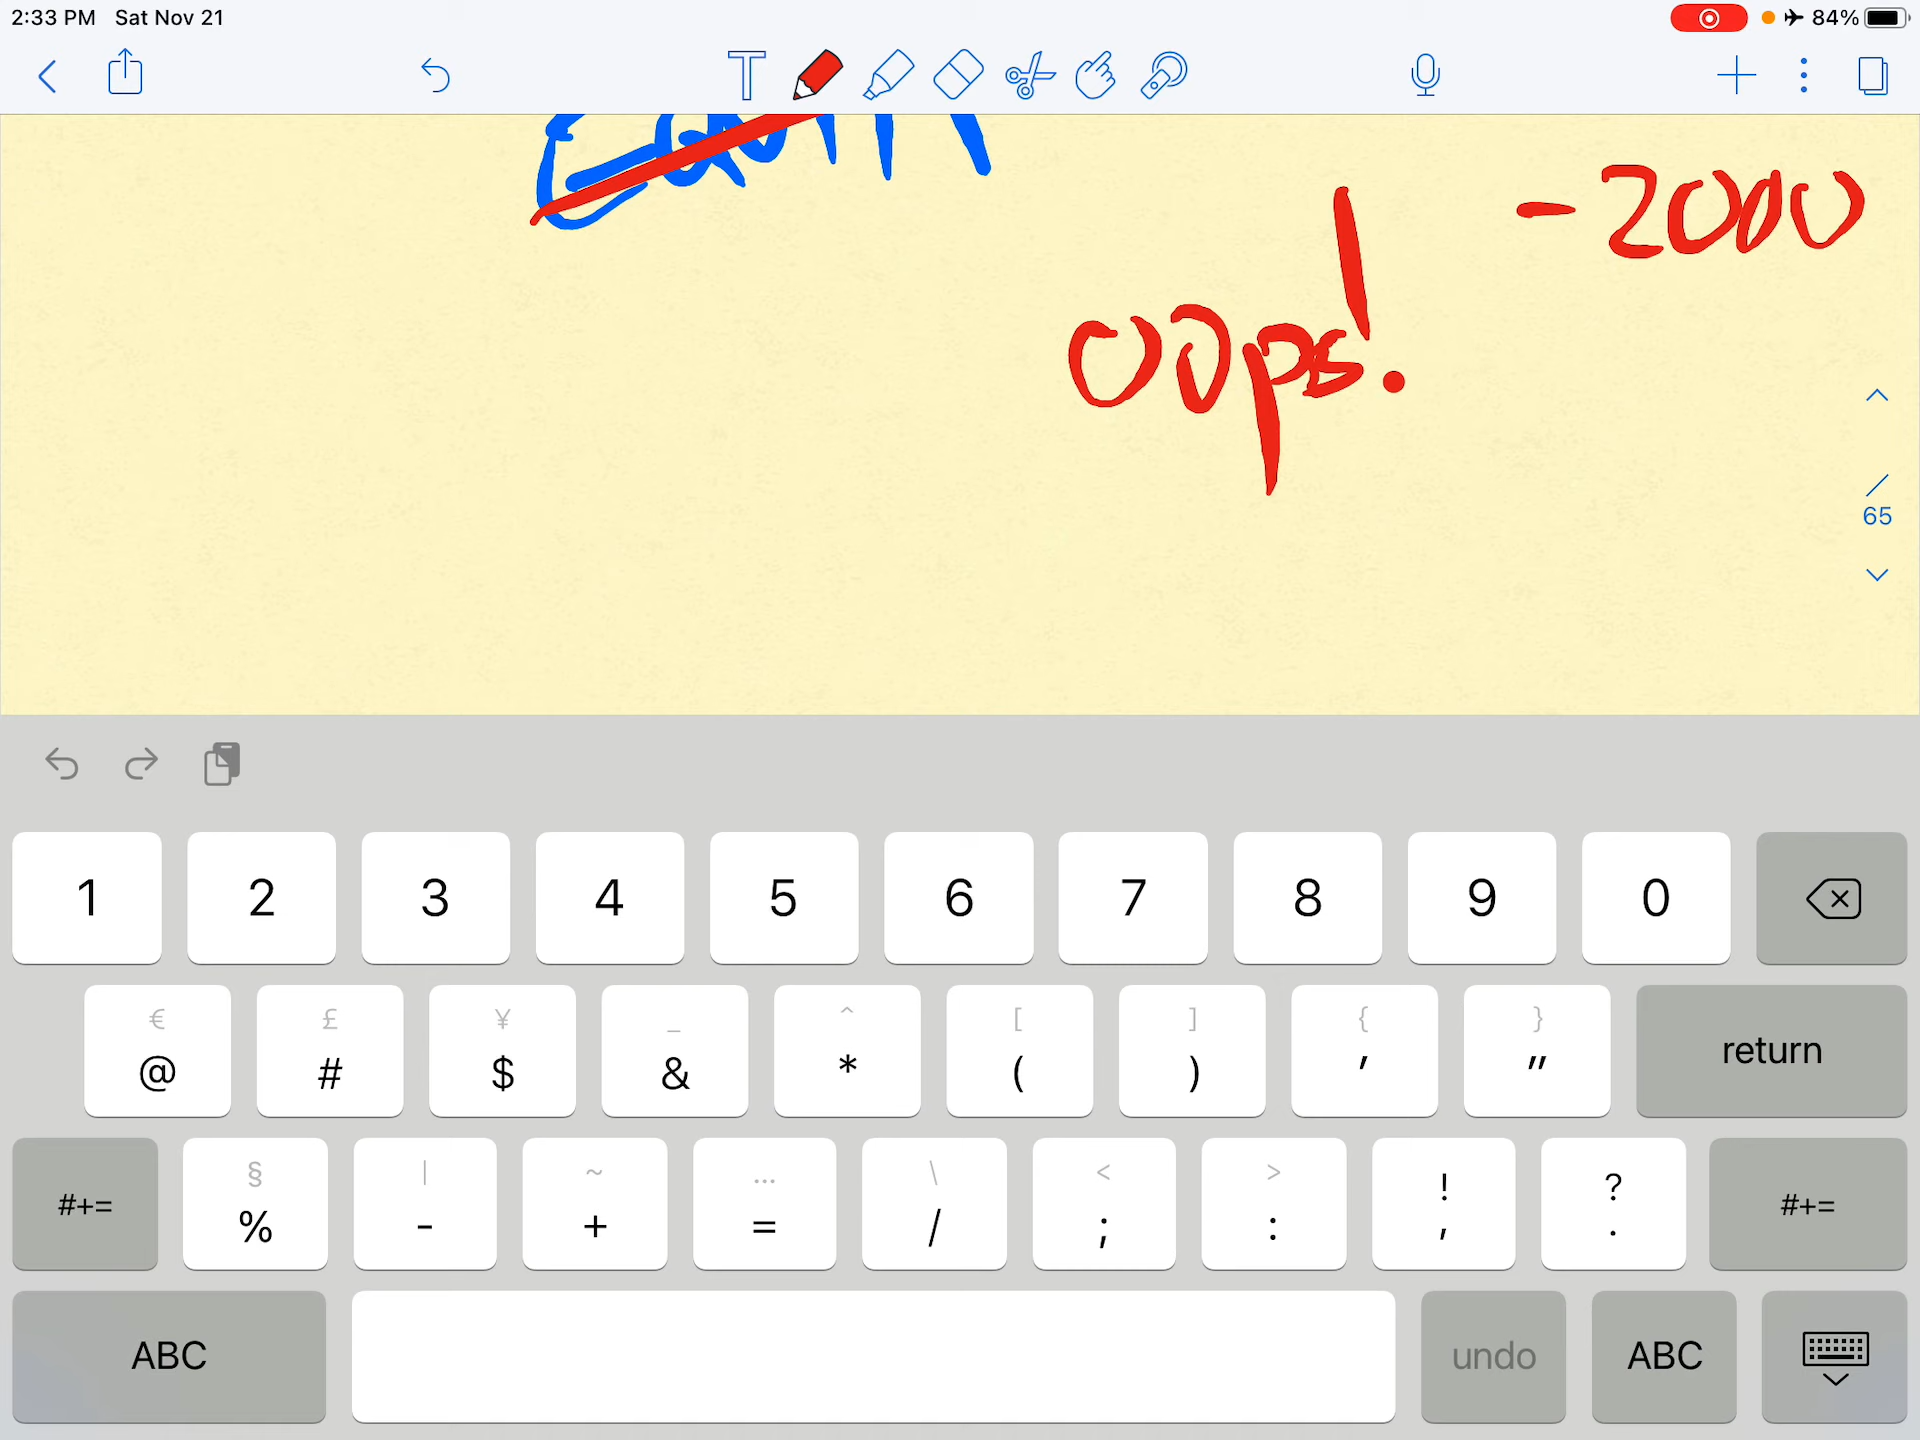 2:33 PM Sat Nov 21
84%
T
-2000
oops!
65
1 2 3 4 5 6 7 8 9 0
€ £ ¥ _ ^ [ ] { }
@ # $ & * ( ) ' "
return
§ | ~ … \ < > ! ?
#+= % - + = / ; : , . #+=
ABC undo ABC